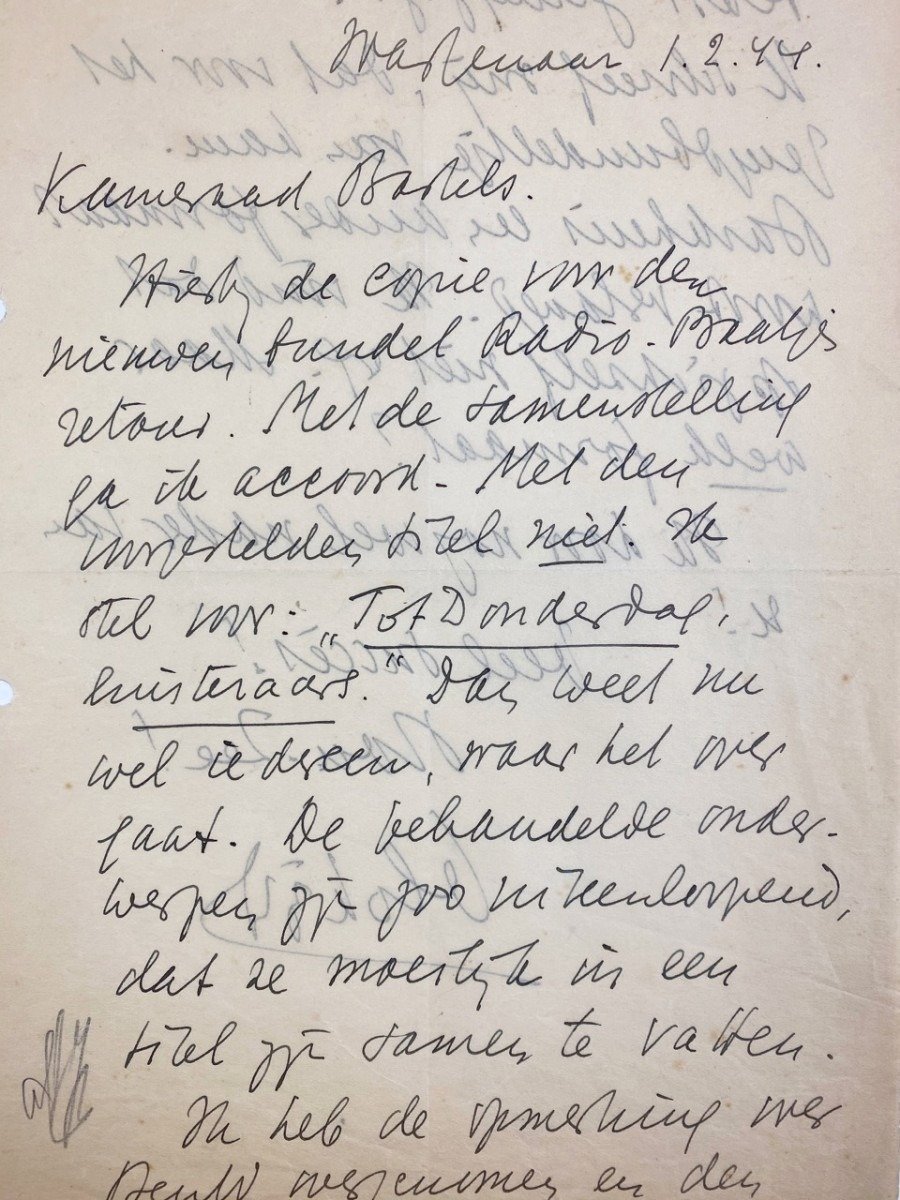 Wassenaar 1.2.44.
Kameraad Bartels.
Hierbij de copie voor den
nieuwen bundel Radio-Praatjes
retour. Met de samenstelling
ga ik accoord. Met den
voorgestelden titel niet. Ik
stel voor: „Tot Donderdag,
luisteraars." Dan weet nu
wel iedereen, waar het over
gaat. De behandelde onder-
werpen zijn zoo uiteenloopend,
dat ze moeilijk in een
titel zijn samen te vatten.
Ik heb de opmerking over
overgenomen en den